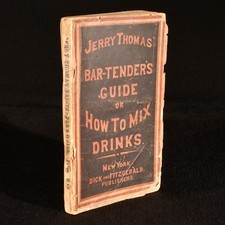 JERRY THOMAS'
BAR-TENDER'S
GUIDE
OR
HOW TO MIX
DRINKS.
NEW YORK
DICK AND FITZGERALD,
PUBLISHERS.